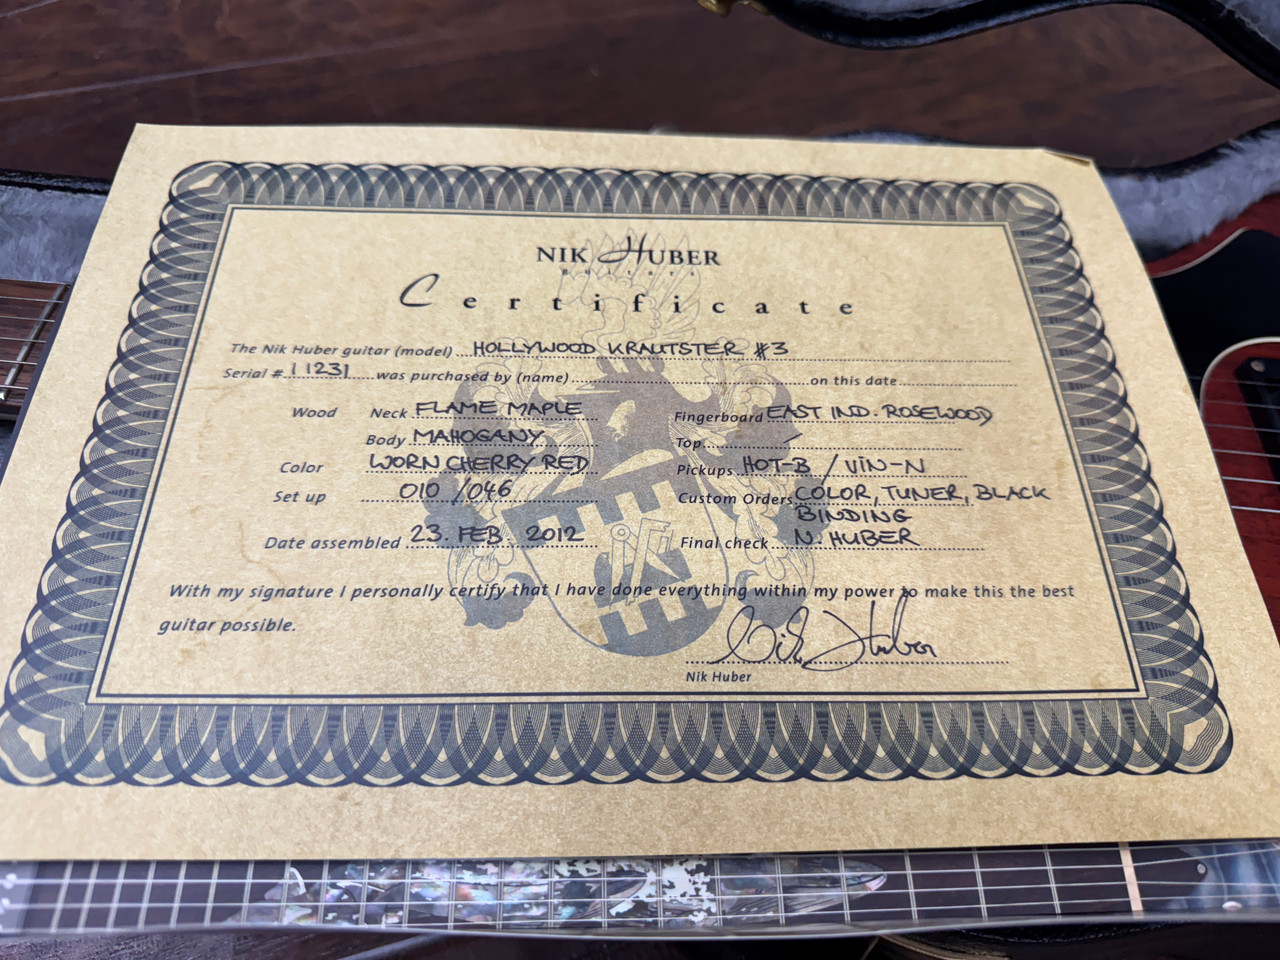 NIK HUBER
Guitars
Certificate
The Nik Huber guitar (model) HOLLYWOOD KRAUTSTER #3
Serial # 11231 was purchased by (name) on this date
Wood Neck FLAME MAPLE Fingerboard EAST IND. ROSEWOOD
Body MAHOGANY Top –
Color WORN CHERRY RED Pickups HOT-B / VIN-N
Set up 010 /046 Custom Orders COLOR, TUNER, BLACK
BINDING
Date assembled 23. FEB. 2012 Final check N. HUBER
With my signature I personally certify that I have done everything within my power to make this the best
guitar possible.
Nik Huber
Nik Huber